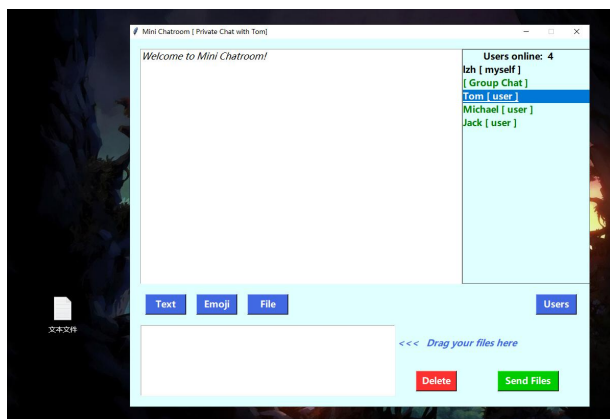 Mini Chatroom [ Private Chat with Tom]
Welcome to Mini Chatroom!
Users online: 4
lzh [ myself ]
[ Group Chat ]
Tom [ user ]
Michael [ user ]
Jack [ user ]
Text Emoji File Users
文本文件
<<< Drag your files here
Delete Send Files